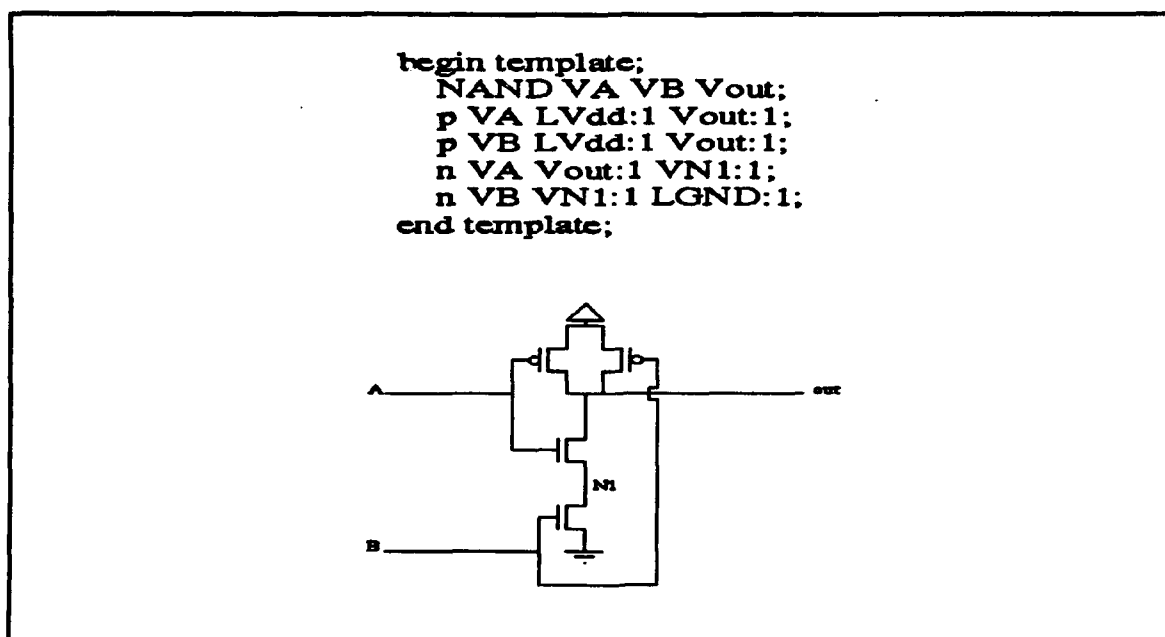 begin template;
NAND VA VB Vout;
p VA LVdd:1 Vout:1;
p VB LVdd:1 Vout:1;
n VA Vout:1 VN1:1;
n VB VN1:1 LGND:1;
end template;
A
out
N1
B